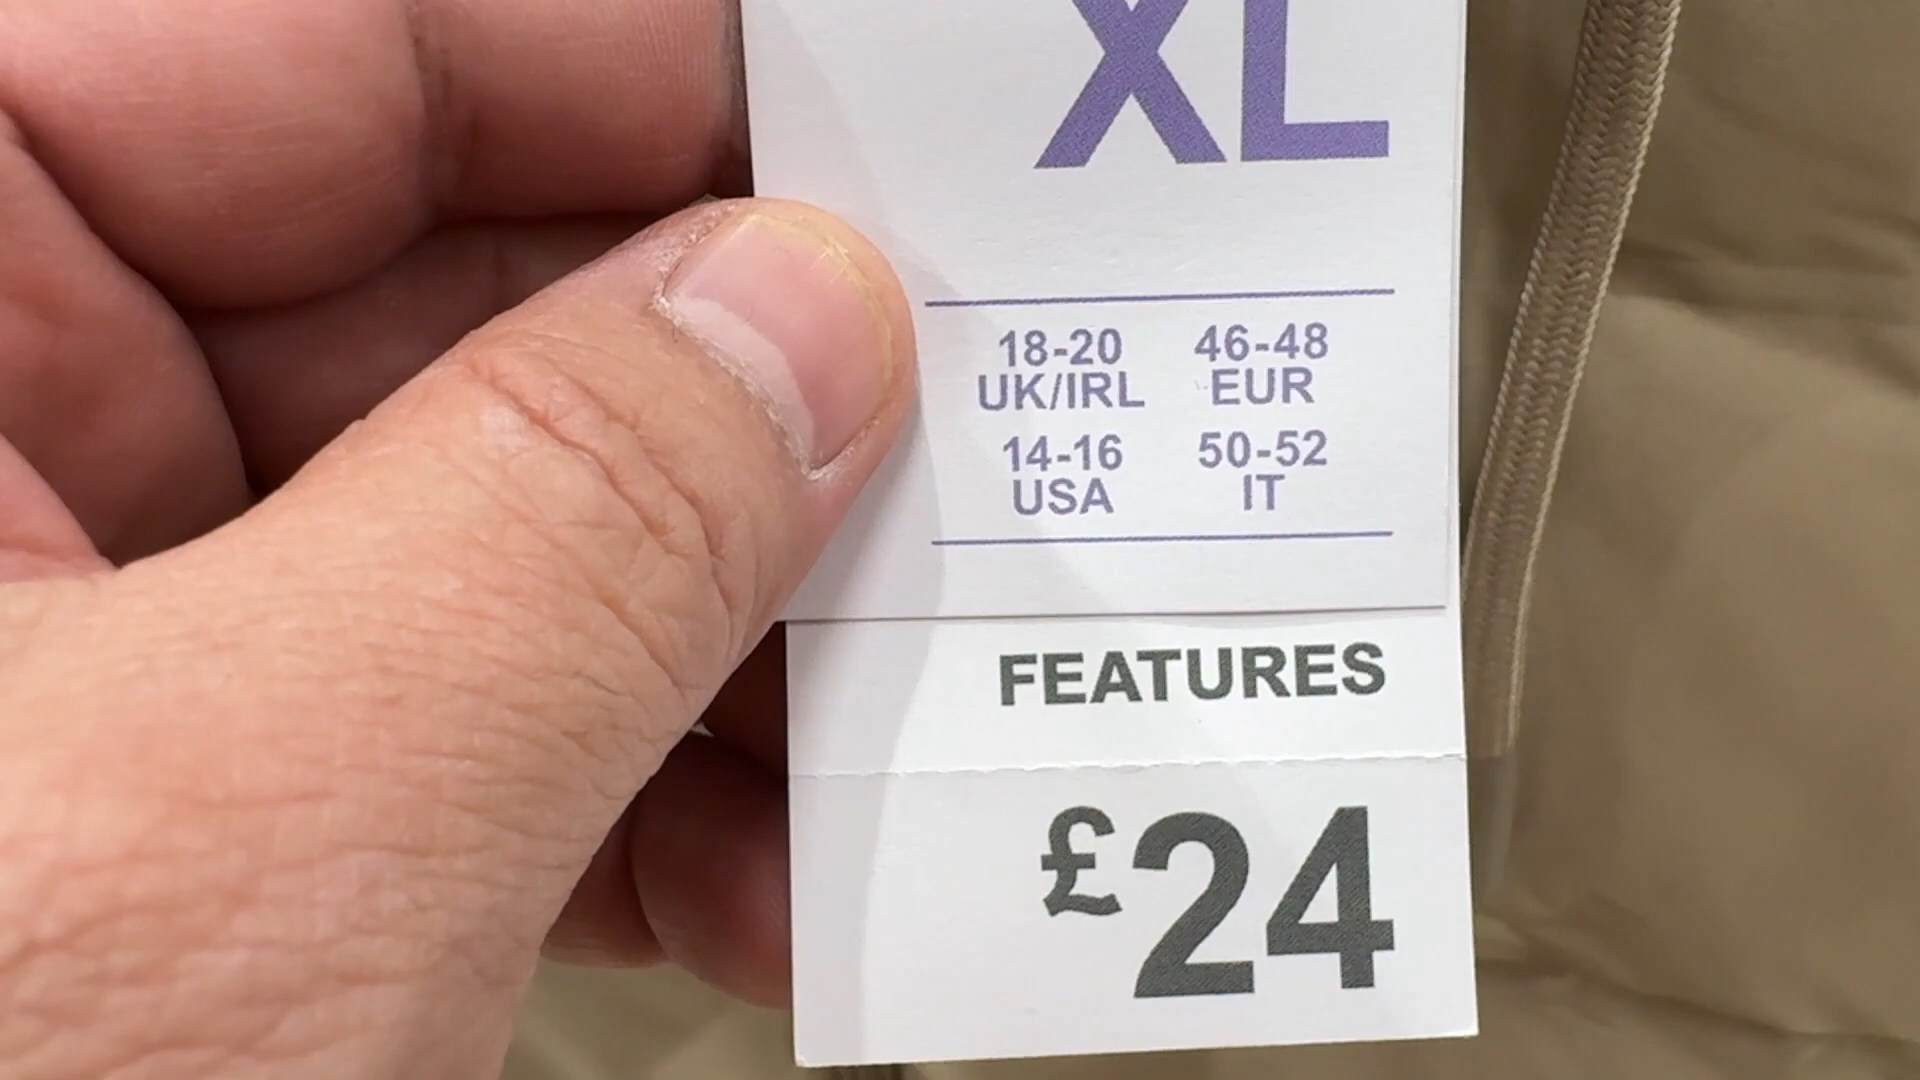 XL
18-20 46-48
UK/IRL EUR
14-16 50-52
USA IT
FEATURES
£24